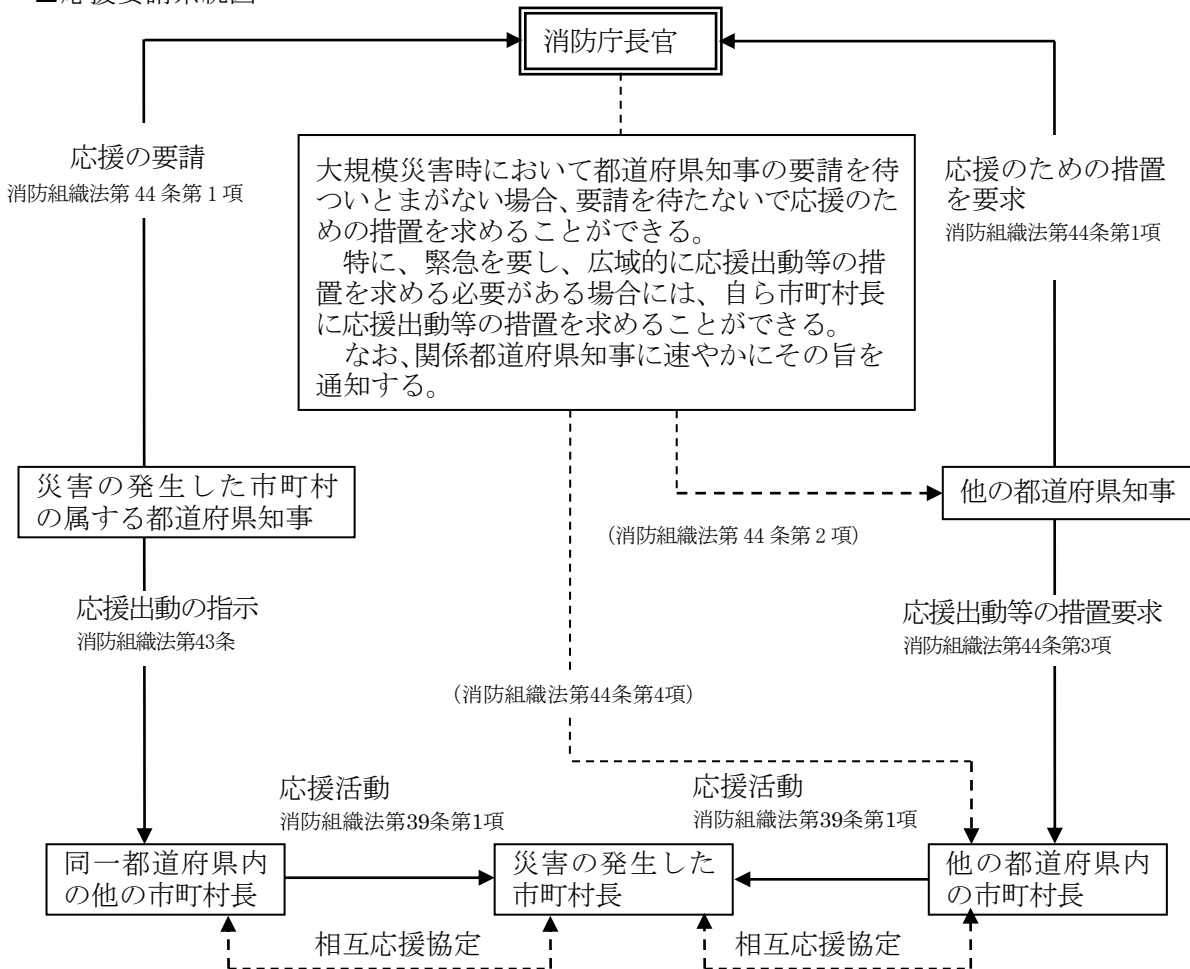 消防庁長官
応援の要請
消防組織法第 44 条第 1 項
大規模災害時において都道府県知事の要請を待
ついとまがない場合、要請を待たないで応援のた
めの措置を求めることができる。
特に、緊急を要し、広域的に応援出動等の措
置を求める必要がある場合には、自ら市町村長
に応援出動等の措置を求めることができる。
なお、関係都道府県知事に速やかにその旨を
通知する。
応援のための措置
を要求
消防組織法第44条第1項
災害の発生した市町村
の属する都道府県知事
他の都道府県知事
(消防組織法第 44 条第 2 項)
応援出動の指示
消防組織法第43条
応援出動等の措置要求
消防組織法第44条第3項
(消防組織法第44条第4項)
応援活動
消防組織法第39条第1項
応援活動
消防組織法第39条第1項
同一都道府県内
の他の市町村長
災害の発生した
市町村長
他の都道府県内
の市町村長
相互応援協定
相互応援協定